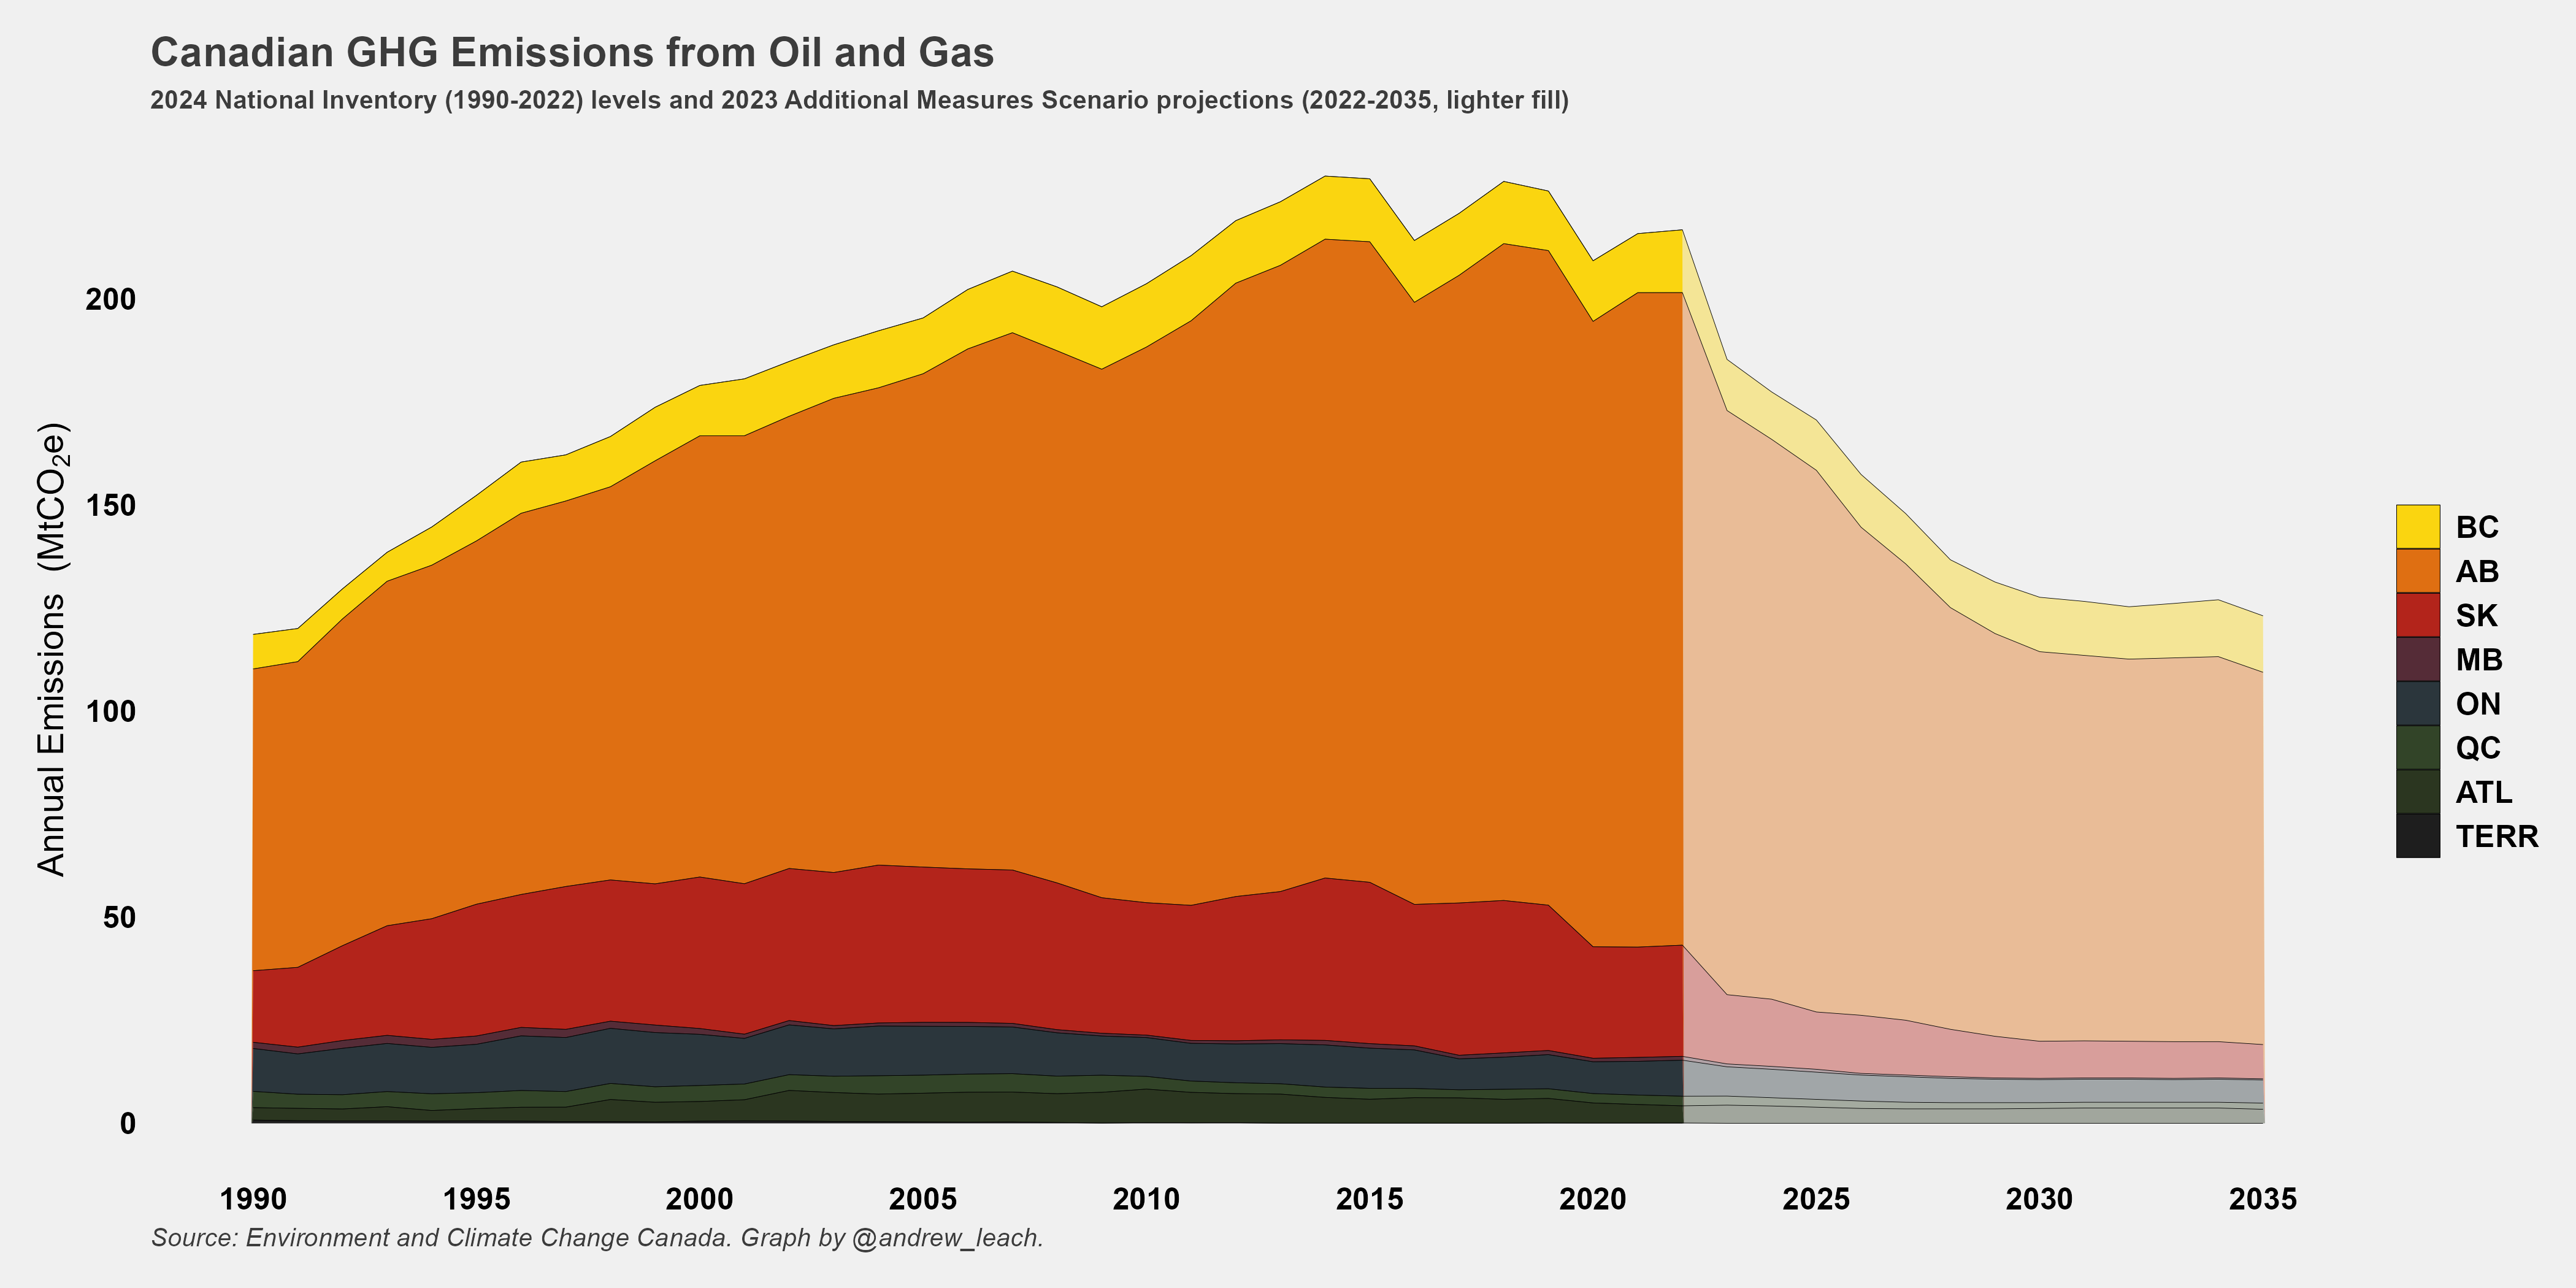 Canadian GHG Emissions from Oil and Gas
2024 National Inventory (1990-2022) levels and 2023 Additional Measures Scenario projections (2022-2035, lighter fill)
Annual Emissions (MtCO₂e)
200
150
100
50
0
BC
AB
SK
MB
ON
QC
ATL
TERR
1990 1995 2000 2005 2010 2015 2020 2025 2030 2035
Source: Environment and Climate Change Canada. Graph by @andrew_leach.